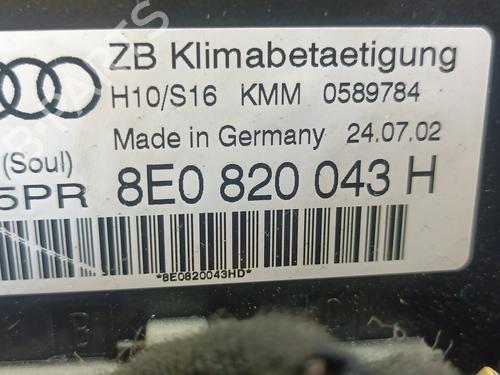 ZB Klimabetaetigung
H10/S16 KMM 0589784
Made in Germany 24.07.02
(Soul)
5PR 8E0 820 043 H
*8E0820043HD*